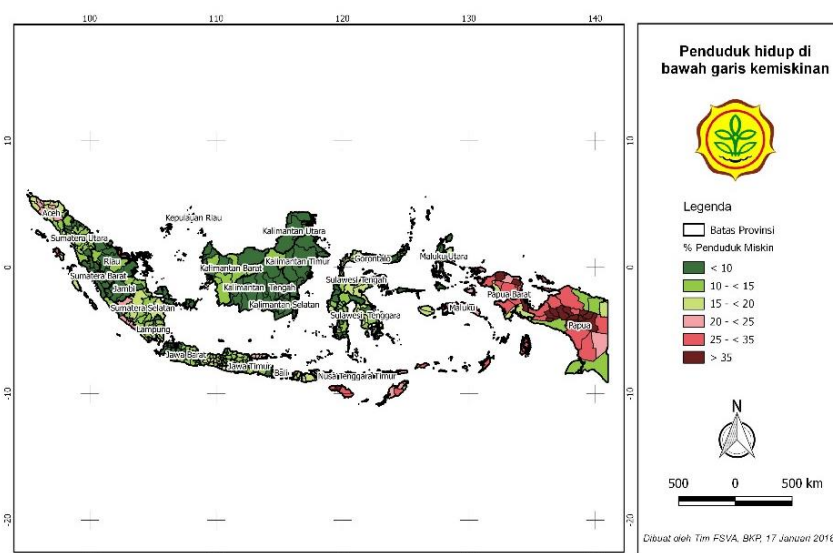 100
110
120
130
140
10
10
0
0
-10
-10
-20
-20
Aceh
Sumatera Utara
Kepulauan Riau
Riau
Sumatera Barat
Jambi
Sumatera Selatan
Lampung
Jawa Barat
Jawa Timur
Bali
Nusa Tenggara Timur
Kalimantan Utara
Kalimantan Barat
Kalimantan Timur
Kalimantan Tengah
Kalimantan Selatan
Gorontalo
Sulawesi Tengah
Sulawesi Tenggara
Maluku Utara
Maluku
Papua Barat
Papua
Penduduk hidup di
bawah garis kemiskinan
Legenda
Batas Provinsi
% Penduduk Miskin
< 10
10 - < 15
15 - < 20
20 - < 25
25 - < 35
> 35
N
500 0 500 km
Dibuat oleh Tim FSVA, BKP, 17 Januari 2018